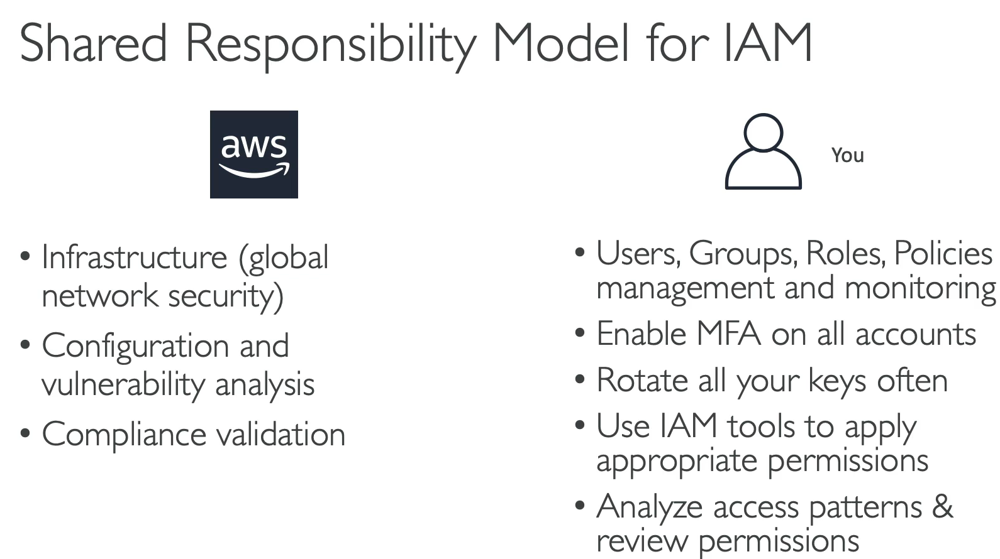 Shared Responsibility Model for IAM
aws
You
• Infrastructure (global
network security)
• Configuration and
vulnerability analysis
• Compliance validation
• Users, Groups, Roles, Policies
management and monitoring
• Enable MFA on all accounts
• Rotate all your keys often
• Use IAM tools to apply
appropriate permissions
• Analyze access patterns &
review permissions